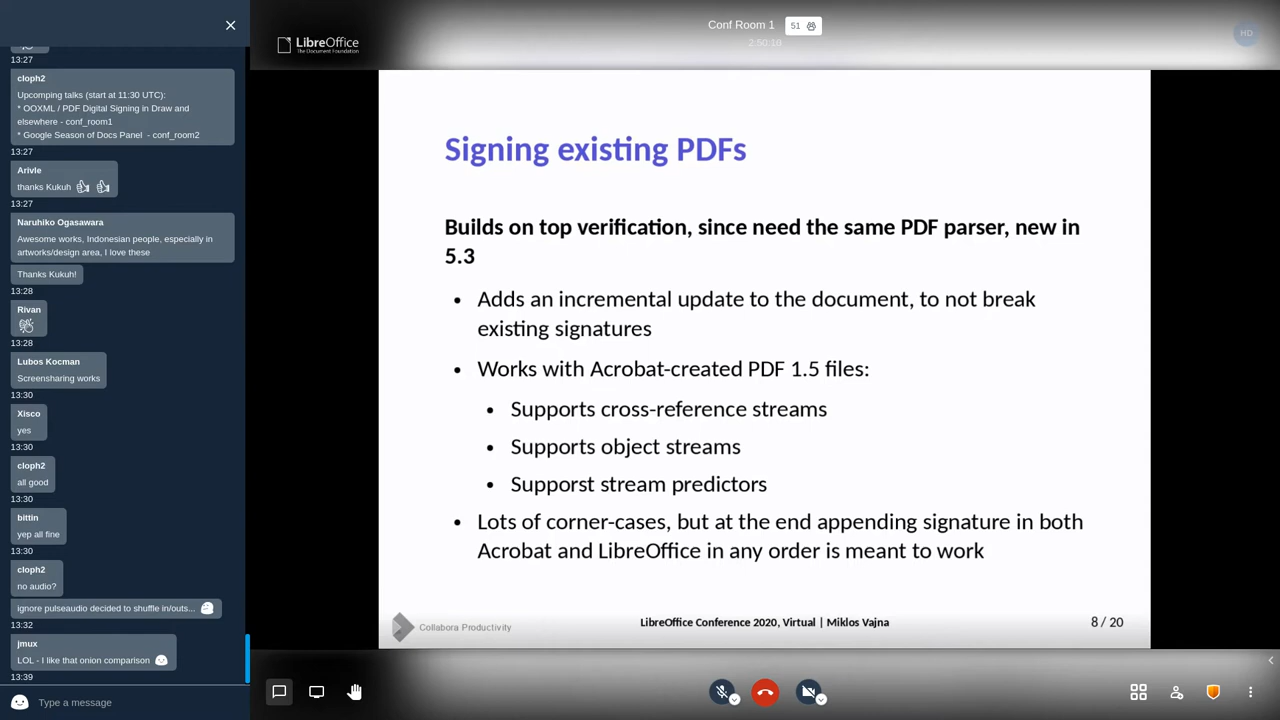 13:27
cloph2
Upcomping talks (start at 11:30 UTC):
* OOXML / PDF Digital Signing in Draw and
elsewhere - conf_room1
* Google Season of Docs Panel - conf_room2
13:27
Arivle
thanks Kukuh
13:27
Naruhiko Ogasawara
Awesome works, Indonesian people, especially in
artworks/design area, I love these
Thanks Kukuh!
13:28
Rivan
13:28
Lubos Kocman
Screensharing works
13:30
Xisco
yes
13:30
cloph2
all good
13:30
bittin
yep all fine
13:30
cloph2
no audio?
ignore pulseaudio decided to shuffle in/outs...
13:32
jmux
LOL - I like that onion comparison
13:39
Type a message
LibreOffice
The Document Foundation
Conf Room 1
51
2:50:10
HD
Signing existing PDFs
Builds on top verification, since need the same PDF parser, new in
5.3
• Adds an incremental update to the document, to not break
existing signatures
• Works with Acrobat-created PDF 1.5 files:
• Supports cross-reference streams
• Supports object streams
• Supporst stream predictors
• Lots of corner-cases, but at the end appending signature in both
Acrobat and LibreOffice in any order is meant to work
Collabora Productivity
LibreOffice Conference 2020, Virtual | Miklos Vajna
8 / 20